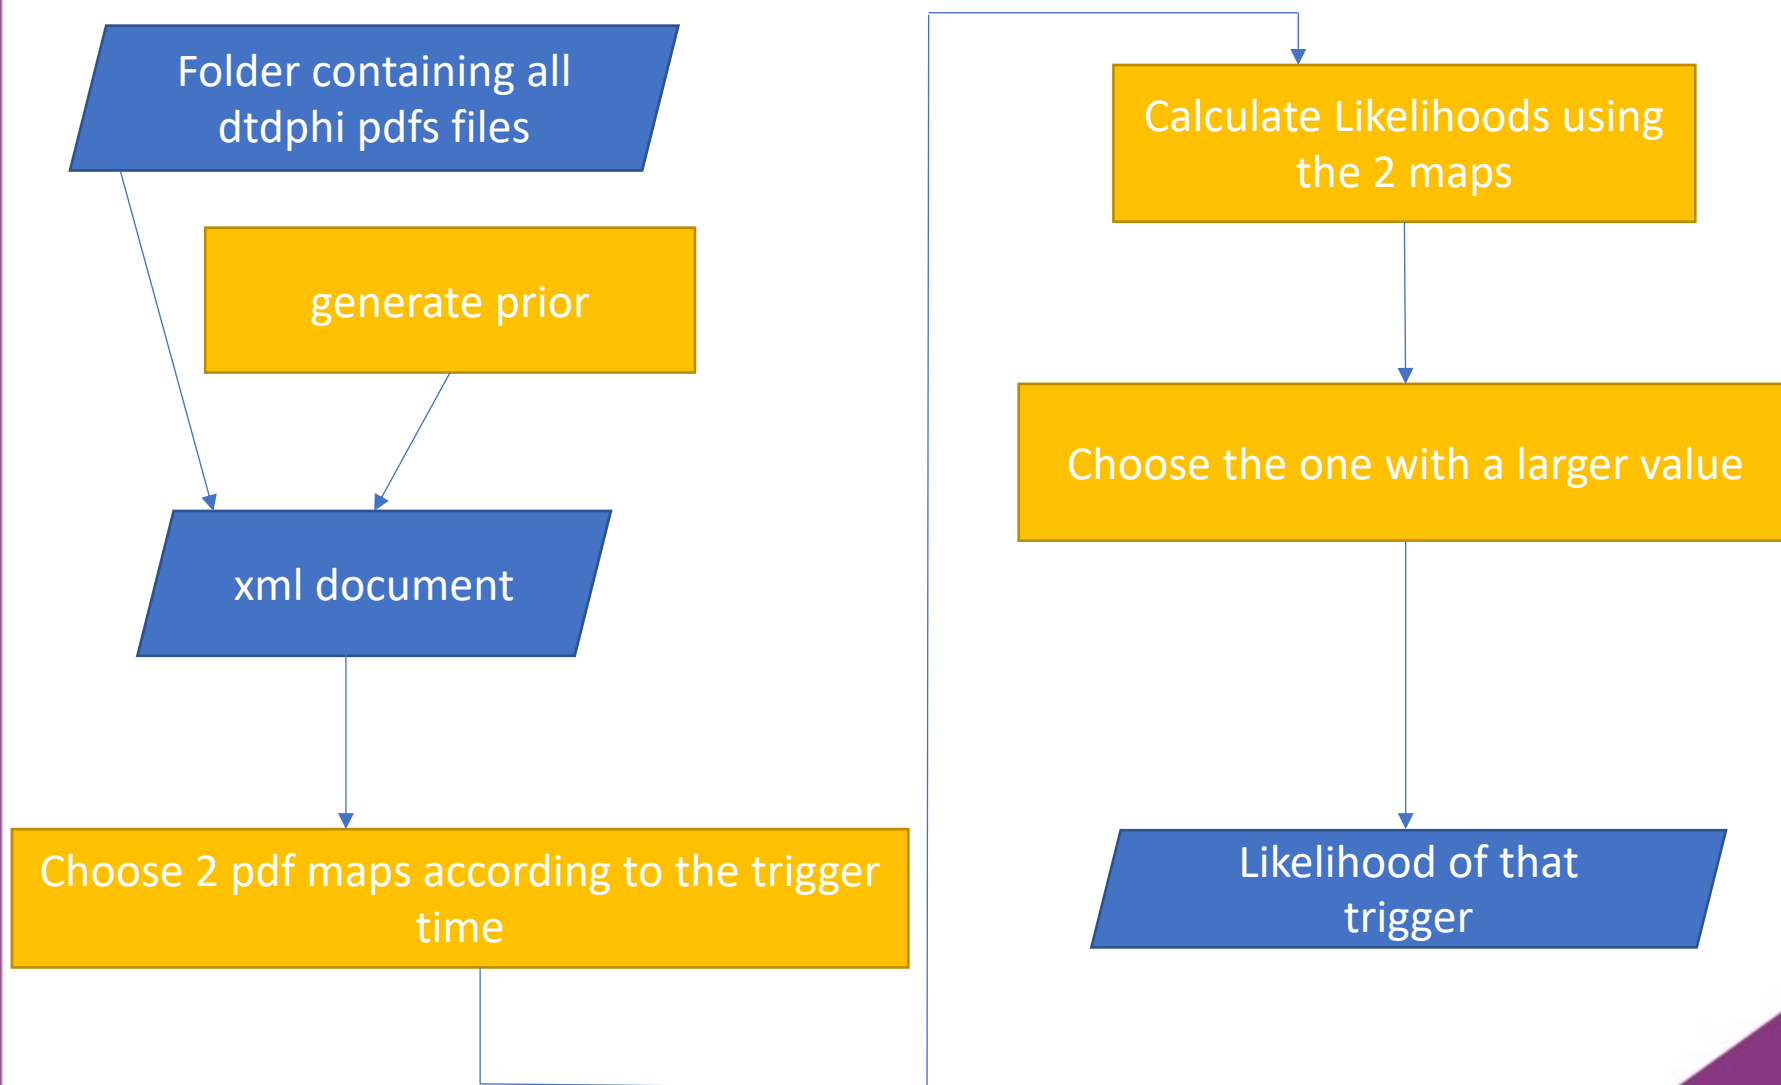 Folder containing all
dtdphi pdfs files
generate prior
xml document
Choose 2 pdf maps according to the trigger
time
Calculate Likelihoods using
the 2 maps
Choose the one with a larger value
Likelihood of that
trigger